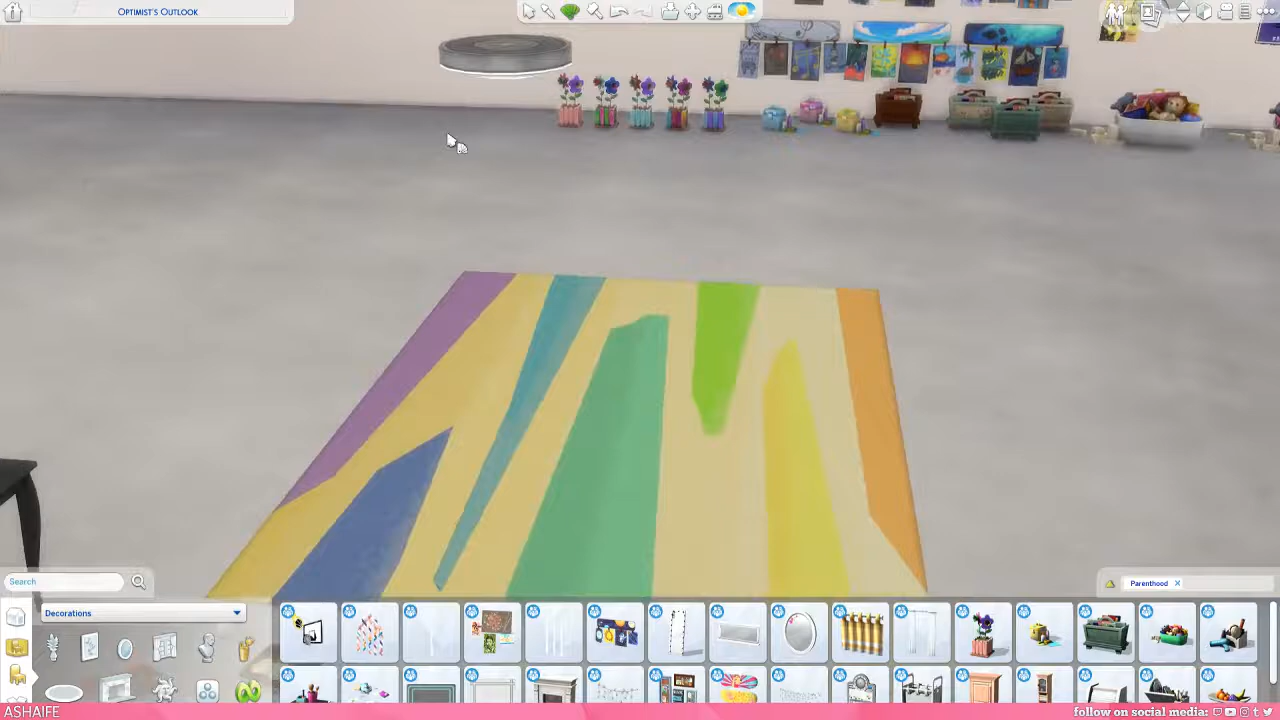 OPTIMIST'S OUTLOOK
Search
Decorations
Parenthood
ASHAIFE
follow on social media: